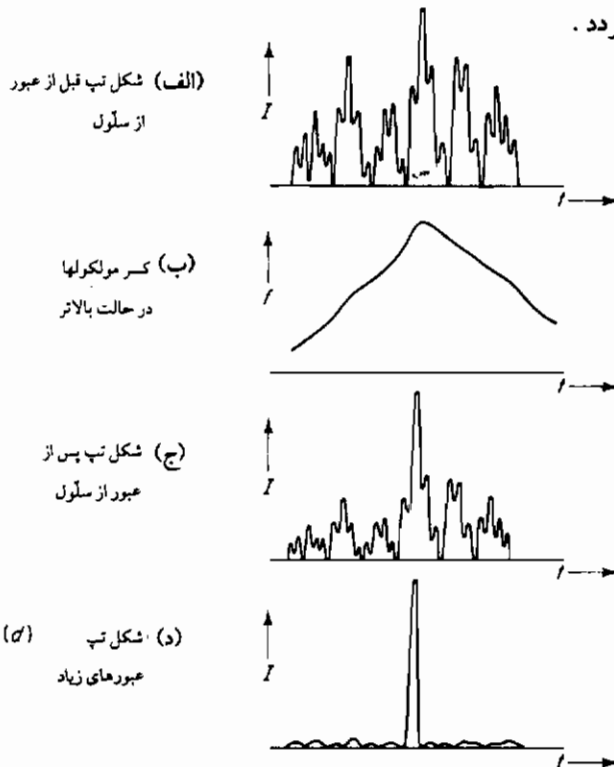 ردد .
(الف) شکل تپ قبل از عبور
از سلّول
I
t
(ب) کسر مولکولها
در حالت بالاتر
f
t
(ج) شکل تپ پس از
عبور از سلّول
I
t
(د) شکل تپ
(d)
عبورهای زیاد
I
t